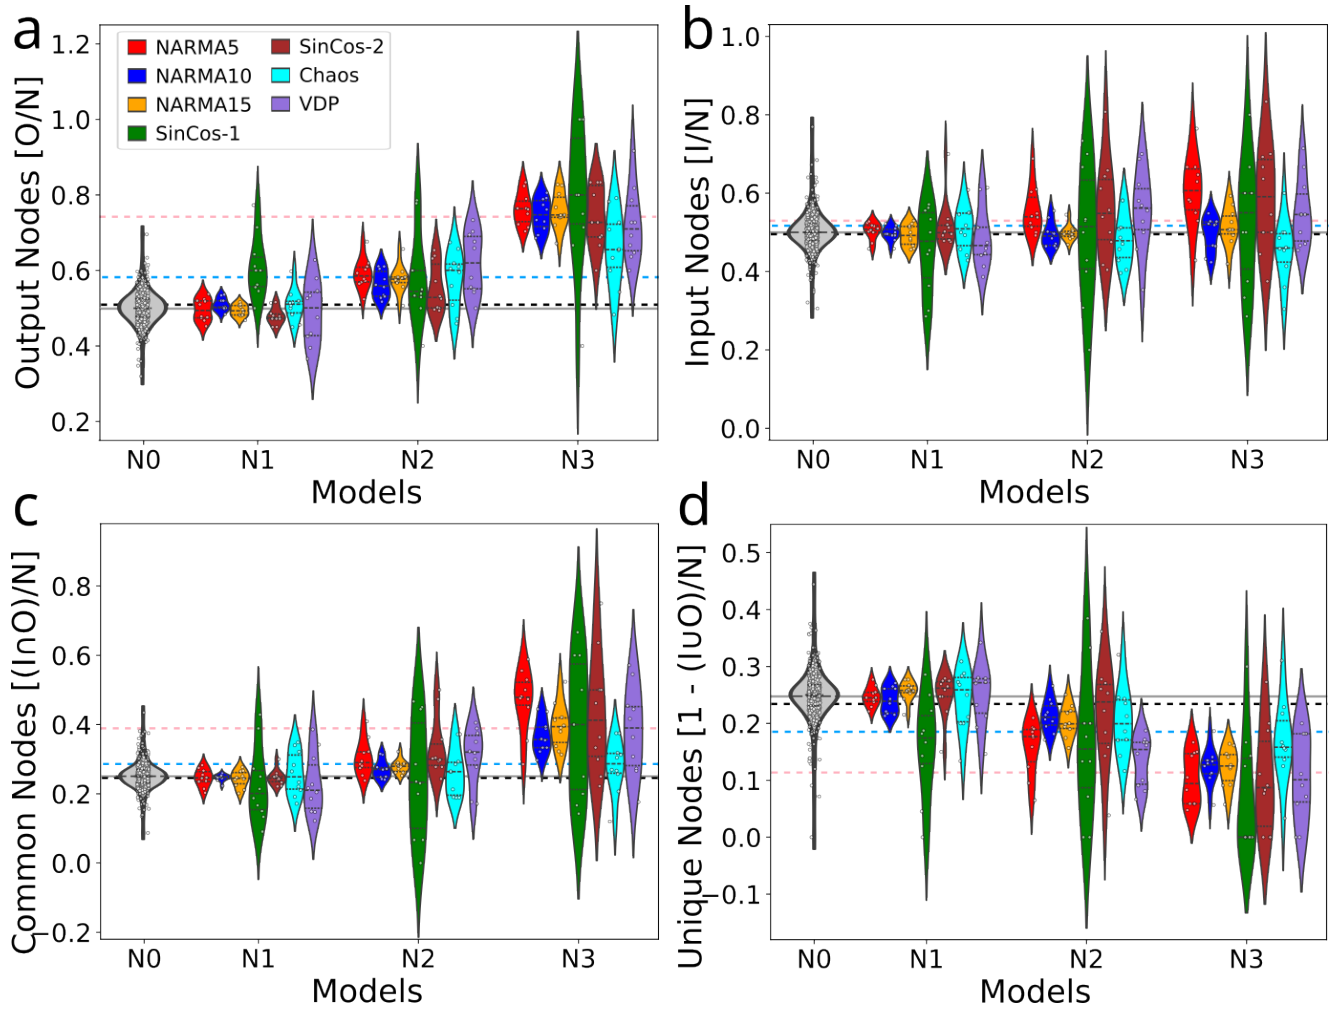 a
Output Nodes [O/N]
1.2
1.0
0.8
0.6
0.4
0.2
NARMA5
NARMA10
NARMA15
SinCos-1
SinCos-2
Chaos
VDP
N0 N1 N2 N3
Models
b
Input Nodes [I/N]
1.0
0.8
0.6
0.4
0.2
0.0
N0 N1 N2 N3
Models
c
Common Nodes [(I∩O)/N]
0.8
0.6
0.4
0.2
0.0
−0.2
N0 N1 N2 N3
Models
d
Unique Nodes [1 - (I∪O)/N]
0.5
0.4
0.3
0.2
0.1
0.0
−0.1
N0 N1 N2 N3
Models